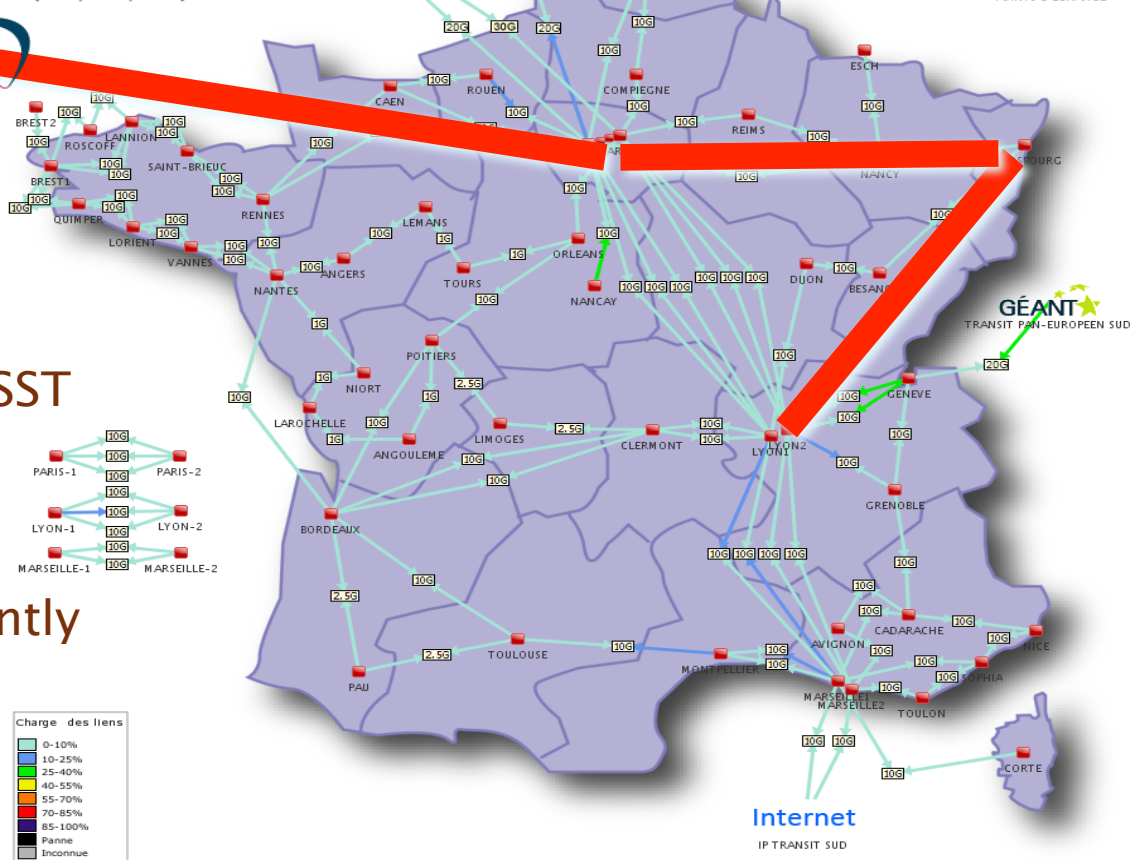 20G
30G
20G
10G
ESCH
10G
ROUEN
COMPIEGNE
CAEN
10G
10G
10G
10G
BREST2
10G
LANNION
10G
10G
10G
REIMS
10G
10G
ROSCOFF
10G
SAINT-BRIEUC
10G
BREST1
10G
10G
10G
10G
NANCY
10G
10G
10G
QUIMPER
10G
10G
10G
RENNES
LEMANS
10G
LORIENT
10G
10G
10G
VANNES
10G
10G
10G
1G
10G
ORLEANS
1G
ANGERS
10G
TOURS
DIJON
10G
NANTES
NANCAY
10G
10G
10G
10G
10G
10G
10G
GÉANT
TRANSIT PAN-EUROPEEN SUD
1G
POITIERS
10G
20G
SST
1G
NIORT
2.5G
GENEVE
10G
10G
1G
10G
LAROCHELLE
10G
1G
ANGOULEME
LIMOGES
2.5G
CLERMONT
10G
10G
LYON2
LYON1
10G
10G
10G
10G
10G
PARIS-1
10G
PARIS-2
10G
10G
LYON-1
10G
LYON-2
10G
10G
MARSEILLE-1
10G
MARSEILLE-2
GRENOBLE
BORDEAUX
10G
10G
10G
10G
10G
10G
2.5G
ntly
10G
10G
AVIGNON
CADARACHE
10G
10G
NICE
TOULOUSE
10G
2.5G
PAU
MONTPELLIER
10G
10G
10G
10G
10G
SOPHIA
10G
MARSEILLE1
MARSEILLE2
TOULON
10G
10G
10G
CORTE
Internet
IP TRANSIT SUD
Charge des liens
0-10%
10-25%
25-40%
40-55%
55-70%
70-85%
85-100%
Panne
Inconnue